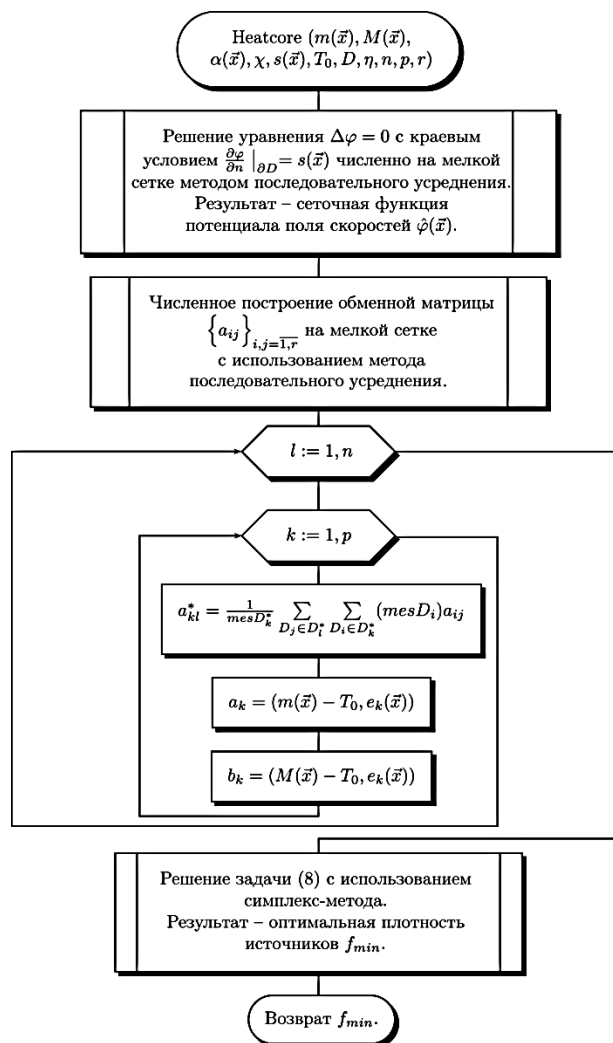 Heatcore (m(x⃗), M(x⃗),
α(x⃗), χ, s(x⃗), T₀, D, η, n, p, r)
Решение уравнения Δφ = 0 с краевым
условием ∂φ/∂n |∂D = s(x⃗) численно на мелкой
сетке методом последовательного усреднения.
Результат – сеточная функция
потенциала поля скоростей φ̂(x⃗).
Численное построение обменной матрицы
{aᵢⱼ}ᵢ,ⱼ₌1,r̅ на мелкой сетке
с использованием метода
последовательного усреднения.
l := 1, n
k := 1, p
a*ₖₗ = 1/mesD*ₖ ∑_{Dⱼ∈D*ₗ} ∑_{Dᵢ∈D*ₖ} (mesDᵢ)aᵢⱼ
aₖ = (m(x⃗) − T₀, eₖ(x⃗))
bₖ = (M(x⃗) − T₀, eₖ(x⃗))
Решение задачи (8) с использованием
симплекс-метода.
Результат – оптимальная плотность
источников f_min.
Возврат f_min.